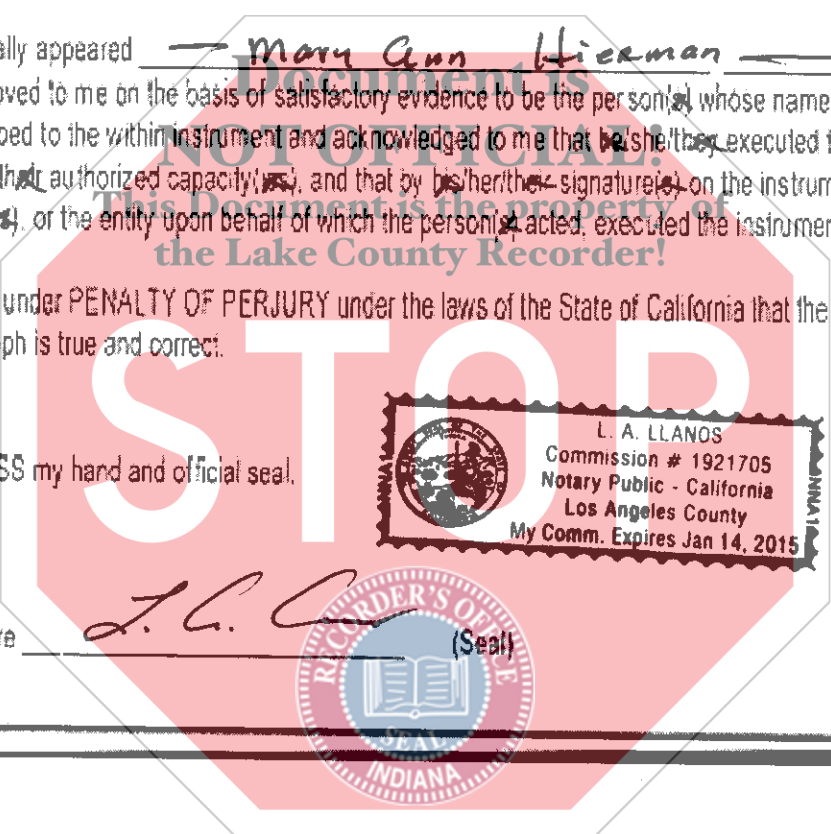 ally appeared — Mary Ann Hierman —
Document is
oved to me on the basis of satisfactory evidence to be the person(s) whose name
bed to the within instrument and acknowledged to me that he/she/they executed
NOT OFFICIAL!
their authorized capacity(ies), and that by his/her/their signature(s) on the instrum
This Document is the property of
s), or the entity upon behalf of which the person(s) acted, executed the instrumen
the Lake County Recorder!
under PENALTY OF PERJURY under the laws of the State of California that the
ph is true and correct.
STOP
L. A. LLANOS
Commission # 1921705
Notary Public - California
Los Angeles County
My Comm. Expires Jan 14, 2015
NNA1
NNA1
SS my hand and official seal.
re L. A. (Seal)
RECORDER'S OFFICE
SEAL
INDIANA